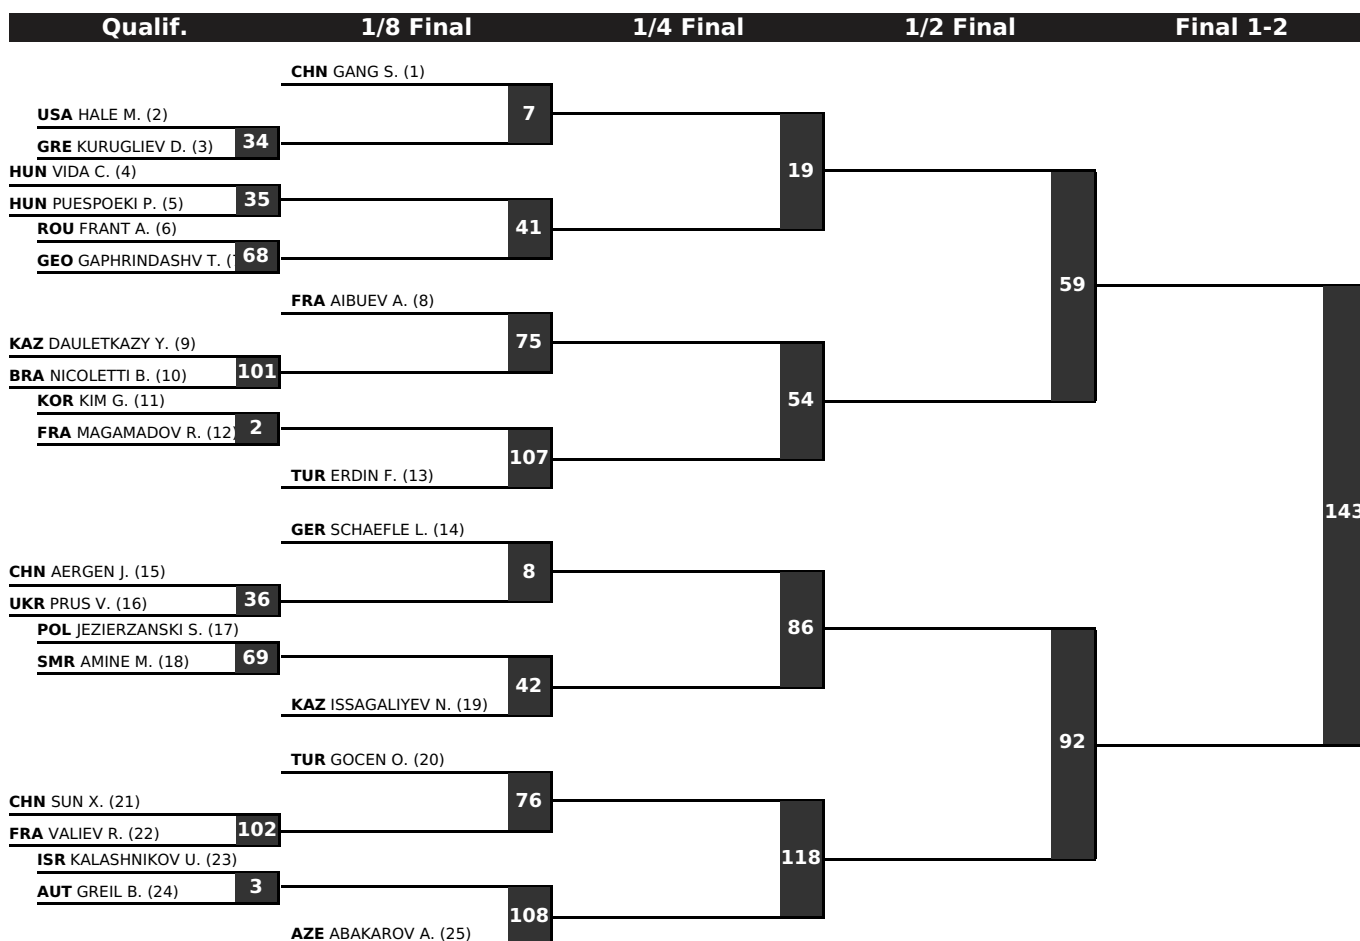 Qualif. 1/8 Final 1/4 Final 1/2 Final Final 1-2
CHN GANG S. (1)
7
USA HALE M. (2)
34
GRE KURUGLIEV D. (3)
HUN VIDA C. (4)
19
35
HUN PUESPOEKI P. (5)
ROU FRANT A. (6)
41
GEO GAPHRINDASHV T. (
68
59
FRA AIBUEV A. (8)
75
KAZ DAULETKAZY Y. (9)
101
BRA NICOLETTI B. (10)
KOR KIM G. (11)
54
2
FRA MAGAMADOV R. (12)
107
TUR ERDIN F. (13)
143
GER SCHAEFLE L. (14)
8
CHN AERGEN J. (15)
36
UKR PRUS V. (16)
POL JEZIERZANSKI S. (17)
86
69
SMR AMINE M. (18)
42
KAZ ISSAGALIYEV N. (19)
92
TUR GOCEN O. (20)
76
CHN SUN X. (21)
102
FRA VALIEV R. (22)
ISR KALASHNIKOV U. (23)
118
3
AUT GREIL B. (24)
108
AZE ABAKAROV A. (25)